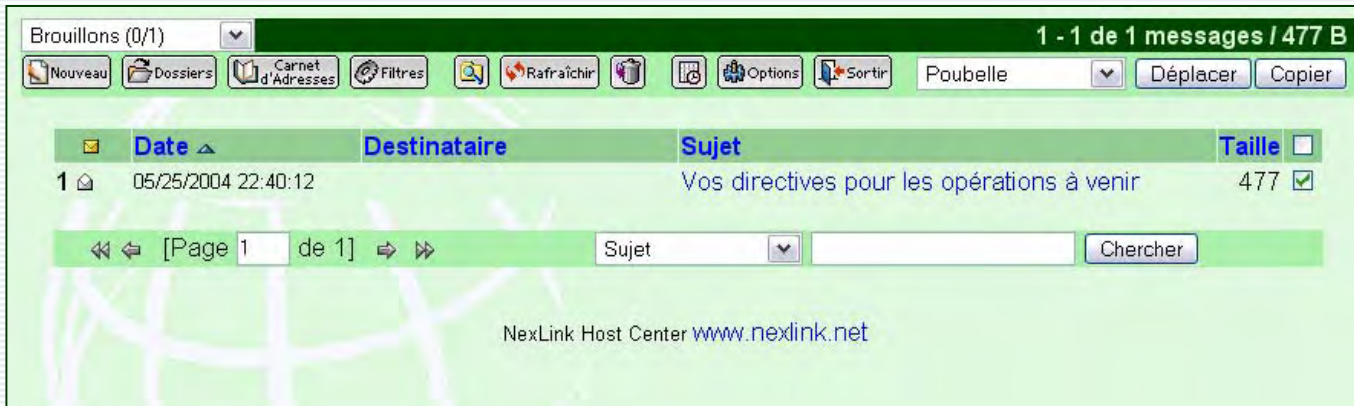 Brouillons (0/1) 1 - 1 de 1 messages / 477 B
Nouveau Dossiers Carnet d'Adresses Filtres Rafraîchir Options Sortir Poubelle Déplacer Copier
Date Destinataire Sujet Taille
1 05/25/2004 22:40:12 Vos directives pour les opérations à venir 477
[Page 1 de 1] Sujet Chercher
NexLink Host Center www.nexlink.net